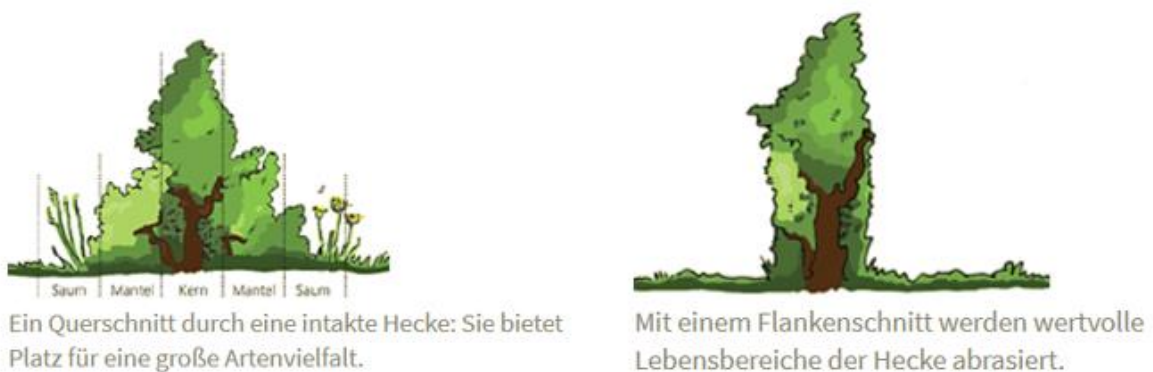 Saum Mantel Kern Mantel Saum
Ein Querschnitt durch eine intakte Hecke: Sie bietet
Platz für eine große Artenvielfalt.
Mit einem Flankenschnitt werden wertvolle
Lebensbereiche der Hecke abrasiert.